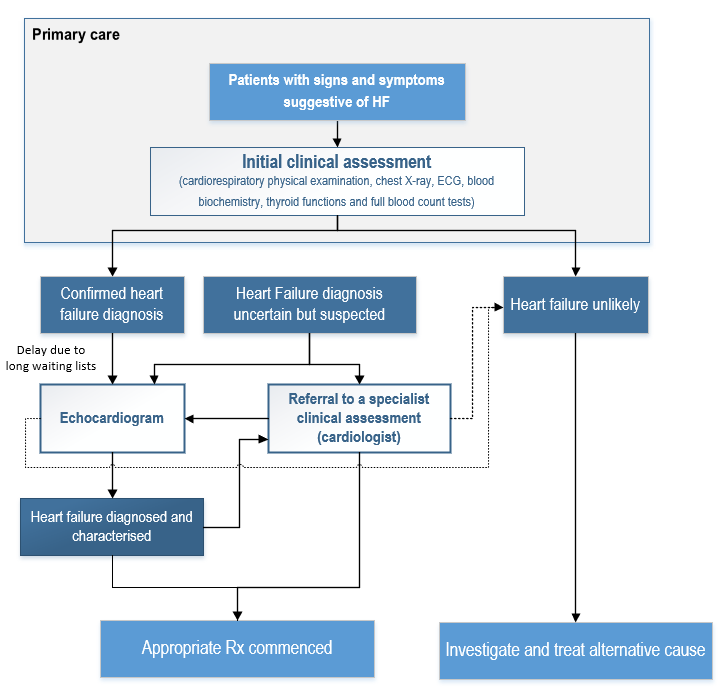 Primary care
Patients with signs and symptoms
suggestive of HF
Initial clinical assessment
(cardiorespiratory physical examination, chest X-ray, ECG, blood
biochemistry, thyroid functions and full blood count tests)
Confirmed heart
failure diagnosis
Heart Failure diagnosis
uncertain but suspected
Heart failure unlikely
Delay due to
long waiting lists
Echocardiogram
Referral to a specialist
clinical assessment
(cardiologist)
Heart failure diagnosed and
characterised
Appropriate Rx commenced
Investigate and treat alternative cause